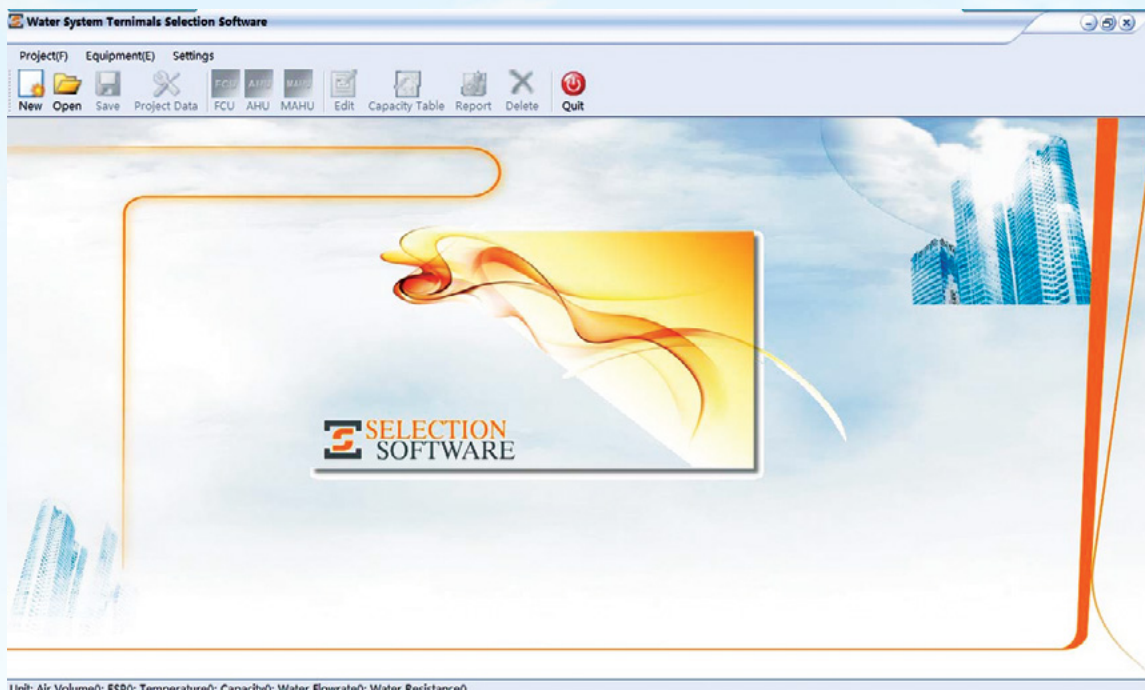 Water System Ternimals Selection Software
Project(F) Equipment(E) Settings
FCU AHU MAHU
New Open Save Project Data FCU AHU MAHU Edit Capacity Table Report Delete Quit
SELECTION
SOFTWARE
Unit: Air Volume(): ESP(): Temperature(): Capacity(): Water Flowrate(): Water Resistance()